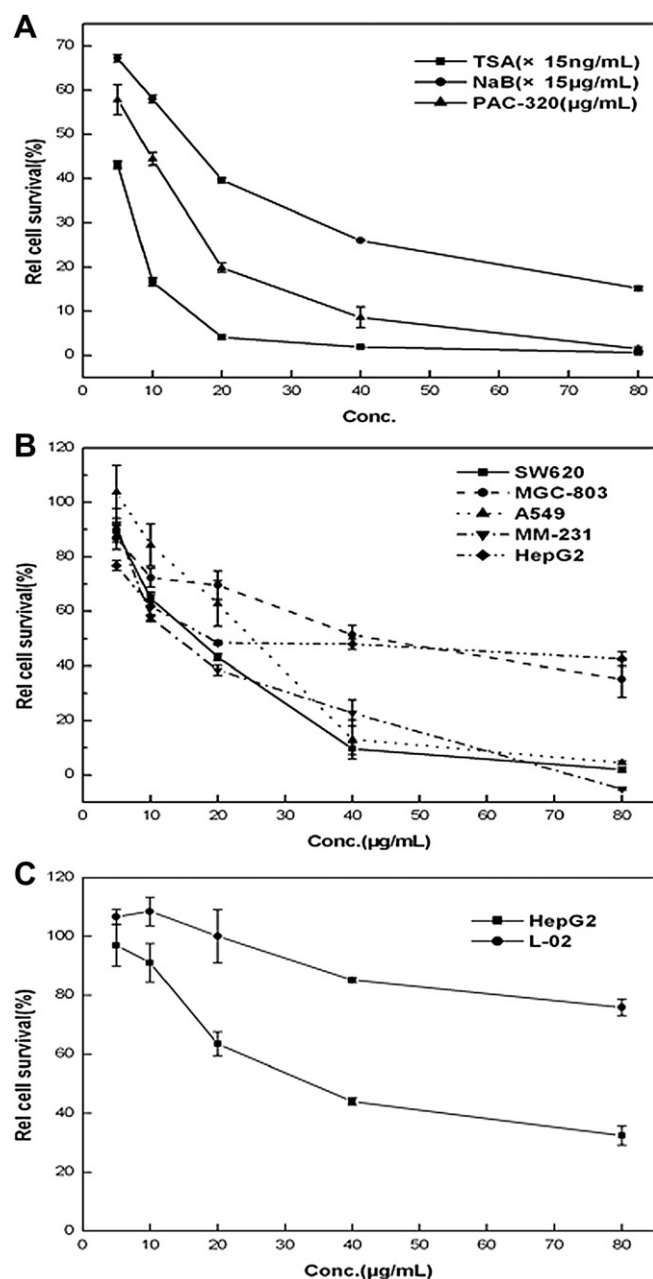 A
70
60
50
40
30
20
10
0
Rel cell survival(%)
TSA(× 15ng/mL)
NaB(× 15µg/mL)
PAC-320(µg/mL)
0 10 20 30 40 50 60 70 80
Conc.
B
120
100
80
60
40
20
0
Rel cell survival(%)
SW620
MGC-803
A549
MM-231
HepG2
0 10 20 30 40 50 60 70 80
Conc.(µg/mL)
C
120
100
80
60
40
20
0
Rel cell survival(%)
HepG2
L-02
0 10 20 30 40 50 60 70 80
Conc.(µg/mL)